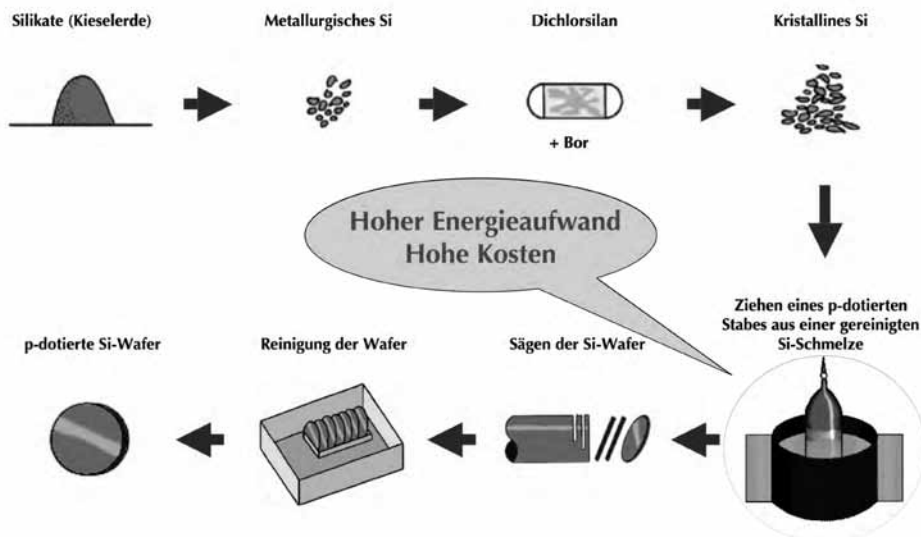 Silikate (Kieselerde)
Metallurgisches Si
Dichlorsilan
Kristallines Si
+ Bor
Hoher Energieaufwand
Hohe Kosten
Ziehen eines p-dotierten
Stabes aus einer gereinigten
Si-Schmelze
p-dotierte Si-Wafer
Reinigung der Wafer
Sägen der Si-Wafer